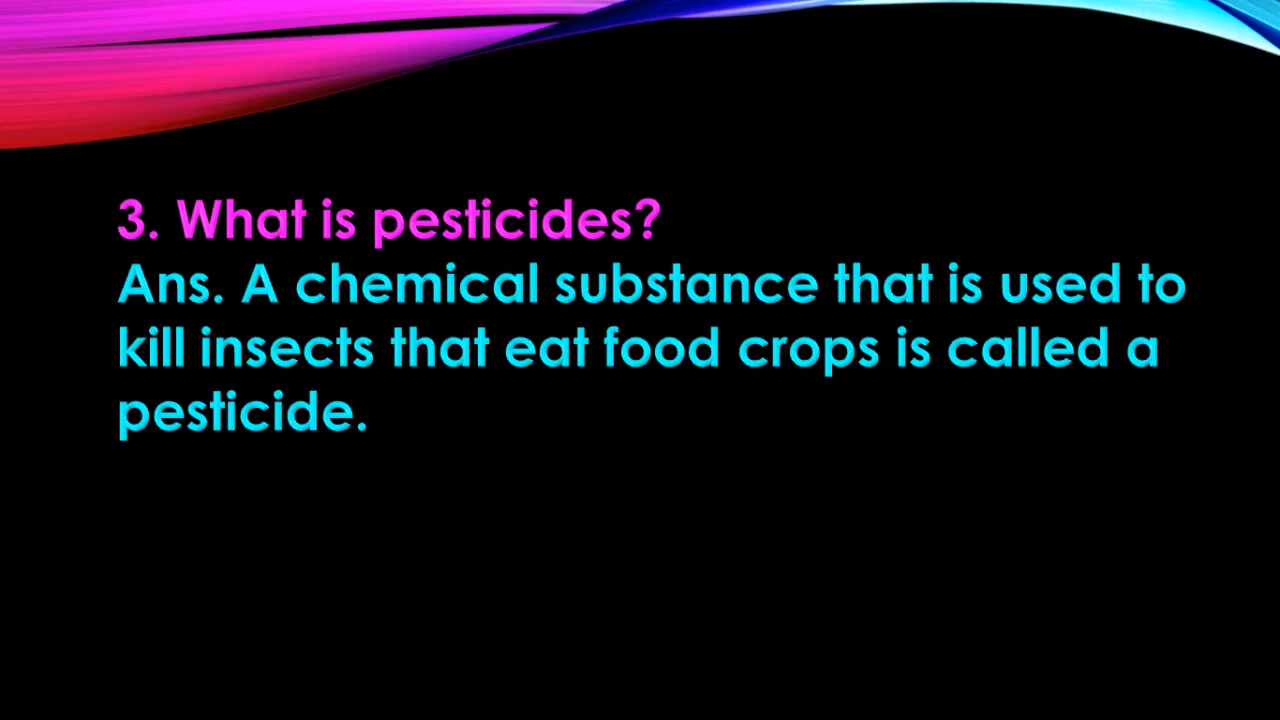 3. What is pesticides?
Ans. A chemical substance that is used to
kill insects that eat food crops is called a
pesticide.